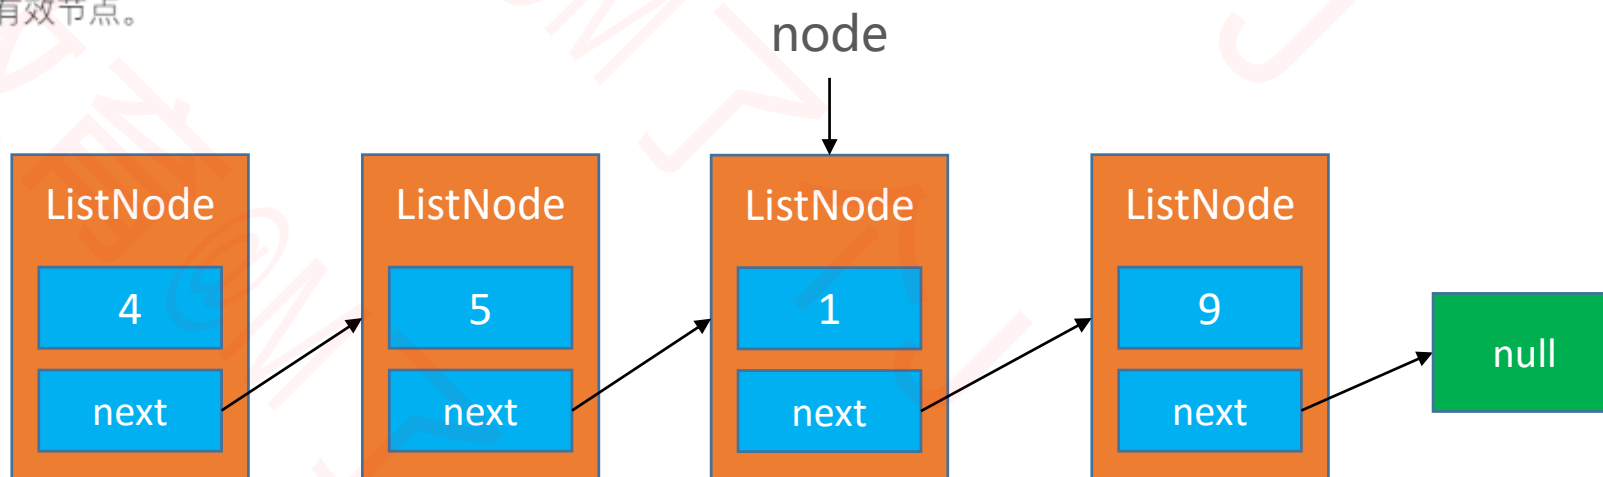 有效节点。
node
ListNode ListNode ListNode ListNode
4 5 1 9
null
next next next next